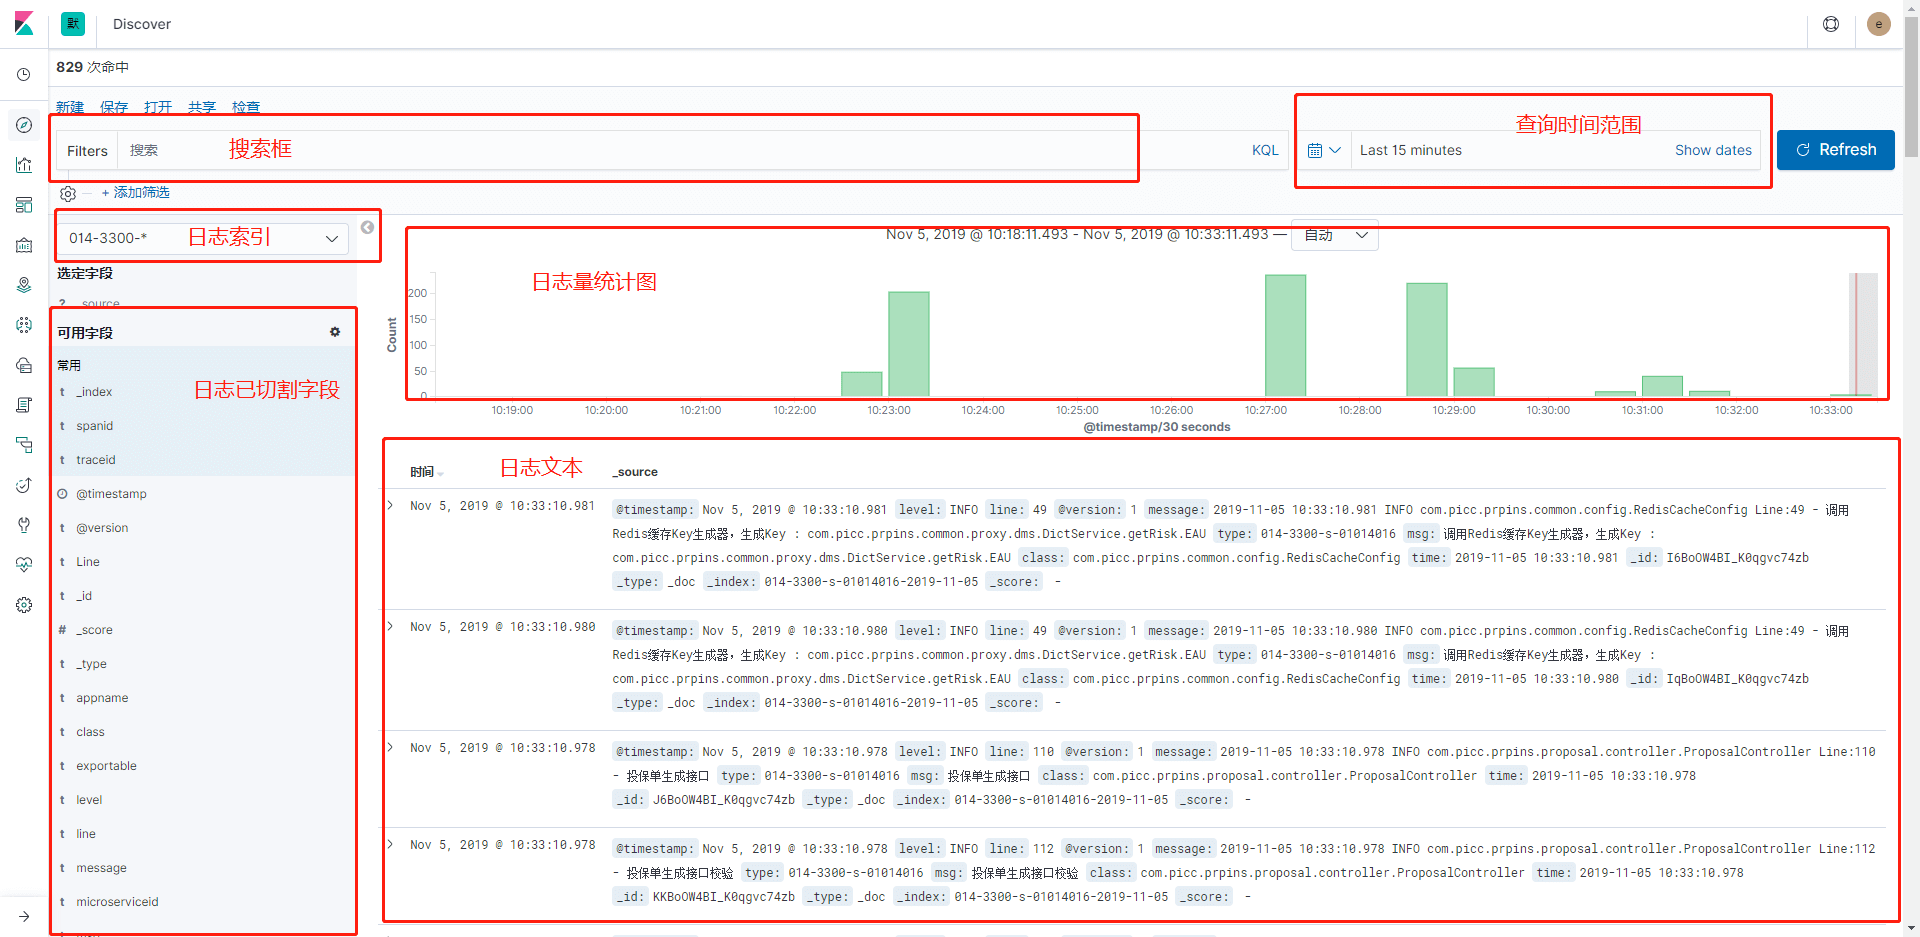 默 Discover e
829 次命中
新建 保存 打开 共享 检查
Filters 搜索 搜索框 KQL Last 15 minutes 查询时间范围 Show dates Refresh
+ 添加筛选
014-3300-* 日志索引
选定字段
? _source
可用字段
常用
日志已切割字段
t _index
t spanid
t traceid
@timestamp
t @version
t Line
t _id
# _score
t _type
t appname
t class
t exportable
t level
t line
t message
t microserviceid
Nov 5, 2019 @ 10:18:11.493 - Nov 5, 2019 @ 10:33:11.493 — 自动
日志量统计图
Count
200
150
100
50
0
10:19:00 10:20:00 10:21:00 10:22:00 10:23:00 10:24:00 10:25:00 10:26:00 10:27:00 10:28:00 10:29:00 10:30:00 10:31:00 10:32:00 10:33:00
@timestamp/30 seconds
时间 日志文本 _source
Nov 5, 2019 @ 10:33:10.981 @timestamp: Nov 5, 2019 @ 10:33:10.981 level: INFO line: 49 @version: 1 message: 2019-11-05 10:33:10.981 INFO com.picc.prpins.common.config.RedisCacheConfig Line:49 - 调用
Redis缓存Key生成器，生成Key : com.picc.prpins.common.proxy.dms.DictService.getRisk.EAU type: 014-3300-s-01014016 msg: 调用Redis缓存Key生成器，生成Key :
com.picc.prpins.common.proxy.dms.DictService.getRisk.EAU class: com.picc.prpins.common.config.RedisCacheConfig time: 2019-11-05 10:33:10.981 _id: I6BoOW4BI_K0qgvc74zb
_type: _doc _index: 014-3300-s-01014016-2019-11-05 _score: -
Nov 5, 2019 @ 10:33:10.980 @timestamp: Nov 5, 2019 @ 10:33:10.980 level: INFO line: 49 @version: 1 message: 2019-11-05 10:33:10.980 INFO com.picc.prpins.common.config.RedisCacheConfig Line:49 - 调用
Redis缓存Key生成器，生成Key : com.picc.prpins.common.proxy.dms.DictService.getRisk.EAU type: 014-3300-s-01014016 msg: 调用Redis缓存Key生成器，生成Key :
com.picc.prpins.common.proxy.dms.DictService.getRisk.EAU class: com.picc.prpins.common.config.RedisCacheConfig time: 2019-11-05 10:33:10.980 _id: IqBoOW4BI_K0qgvc74zb
_type: _doc _index: 014-3300-s-01014016-2019-11-05 _score: -
Nov 5, 2019 @ 10:33:10.978 @timestamp: Nov 5, 2019 @ 10:33:10.978 level: INFO line: 110 @version: 1 message: 2019-11-05 10:33:10.978 INFO com.picc.prpins.proposal.controller.ProposalController Line:110
- 投保单生成接口 type: 014-3300-s-01014016 msg: 投保单生成接口 class: com.picc.prpins.proposal.controller.ProposalController time: 2019-11-05 10:33:10.978
_id: J6BoOW4BI_K0qgvc74zb _type: _doc _index: 014-3300-s-01014016-2019-11-05 _score: -
Nov 5, 2019 @ 10:33:10.978 @timestamp: Nov 5, 2019 @ 10:33:10.978 level: INFO line: 112 @version: 1 message: 2019-11-05 10:33:10.978 INFO com.picc.prpins.proposal.controller.ProposalController Line:112
- 投保单生成接口校验 type: 014-3300-s-01014016 msg: 投保单生成接口校验 class: com.picc.prpins.proposal.controller.ProposalController time: 2019-11-05 10:33:10.978
_id: KKBoOW4BI_K0qgvc74zb _type: _doc _index: 014-3300-s-01014016-2019-11-05 _score: -